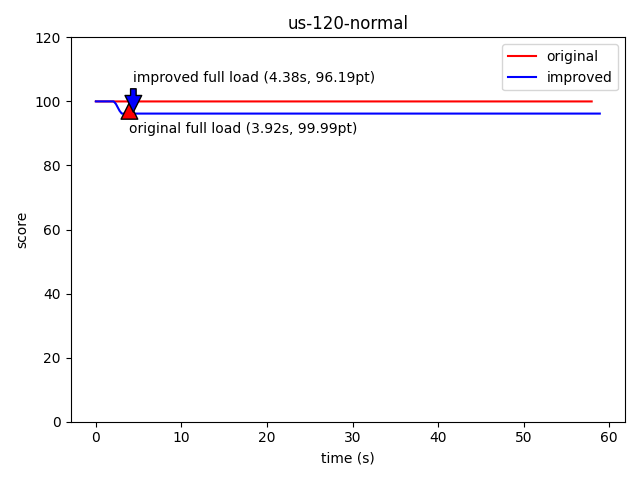 us-120-normal
120
100
80
60
40
20
0
score
original
improved
improved full load (4.38s, 96.19pt)
original full load (3.92s, 99.99pt)
0 10 20 30 40 50 60
time (s)